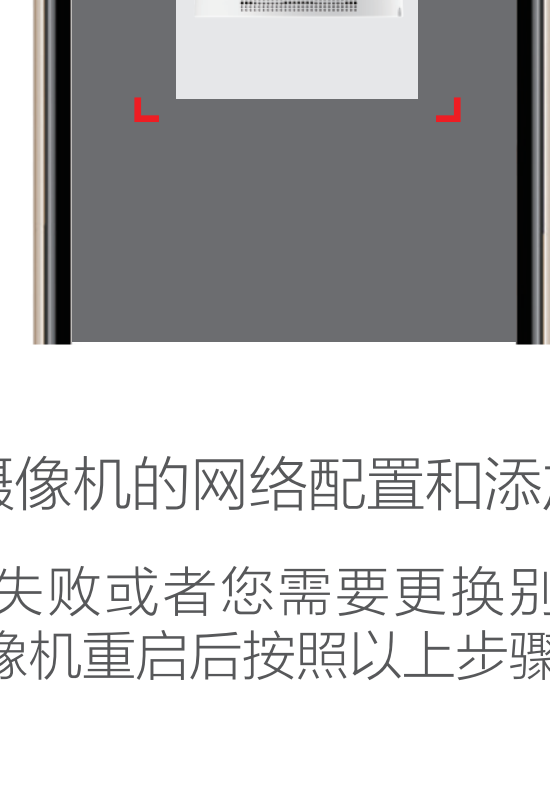 摄像机的网络配置和添加
失败或者您需要更换别
像机重启后按照以上步骤